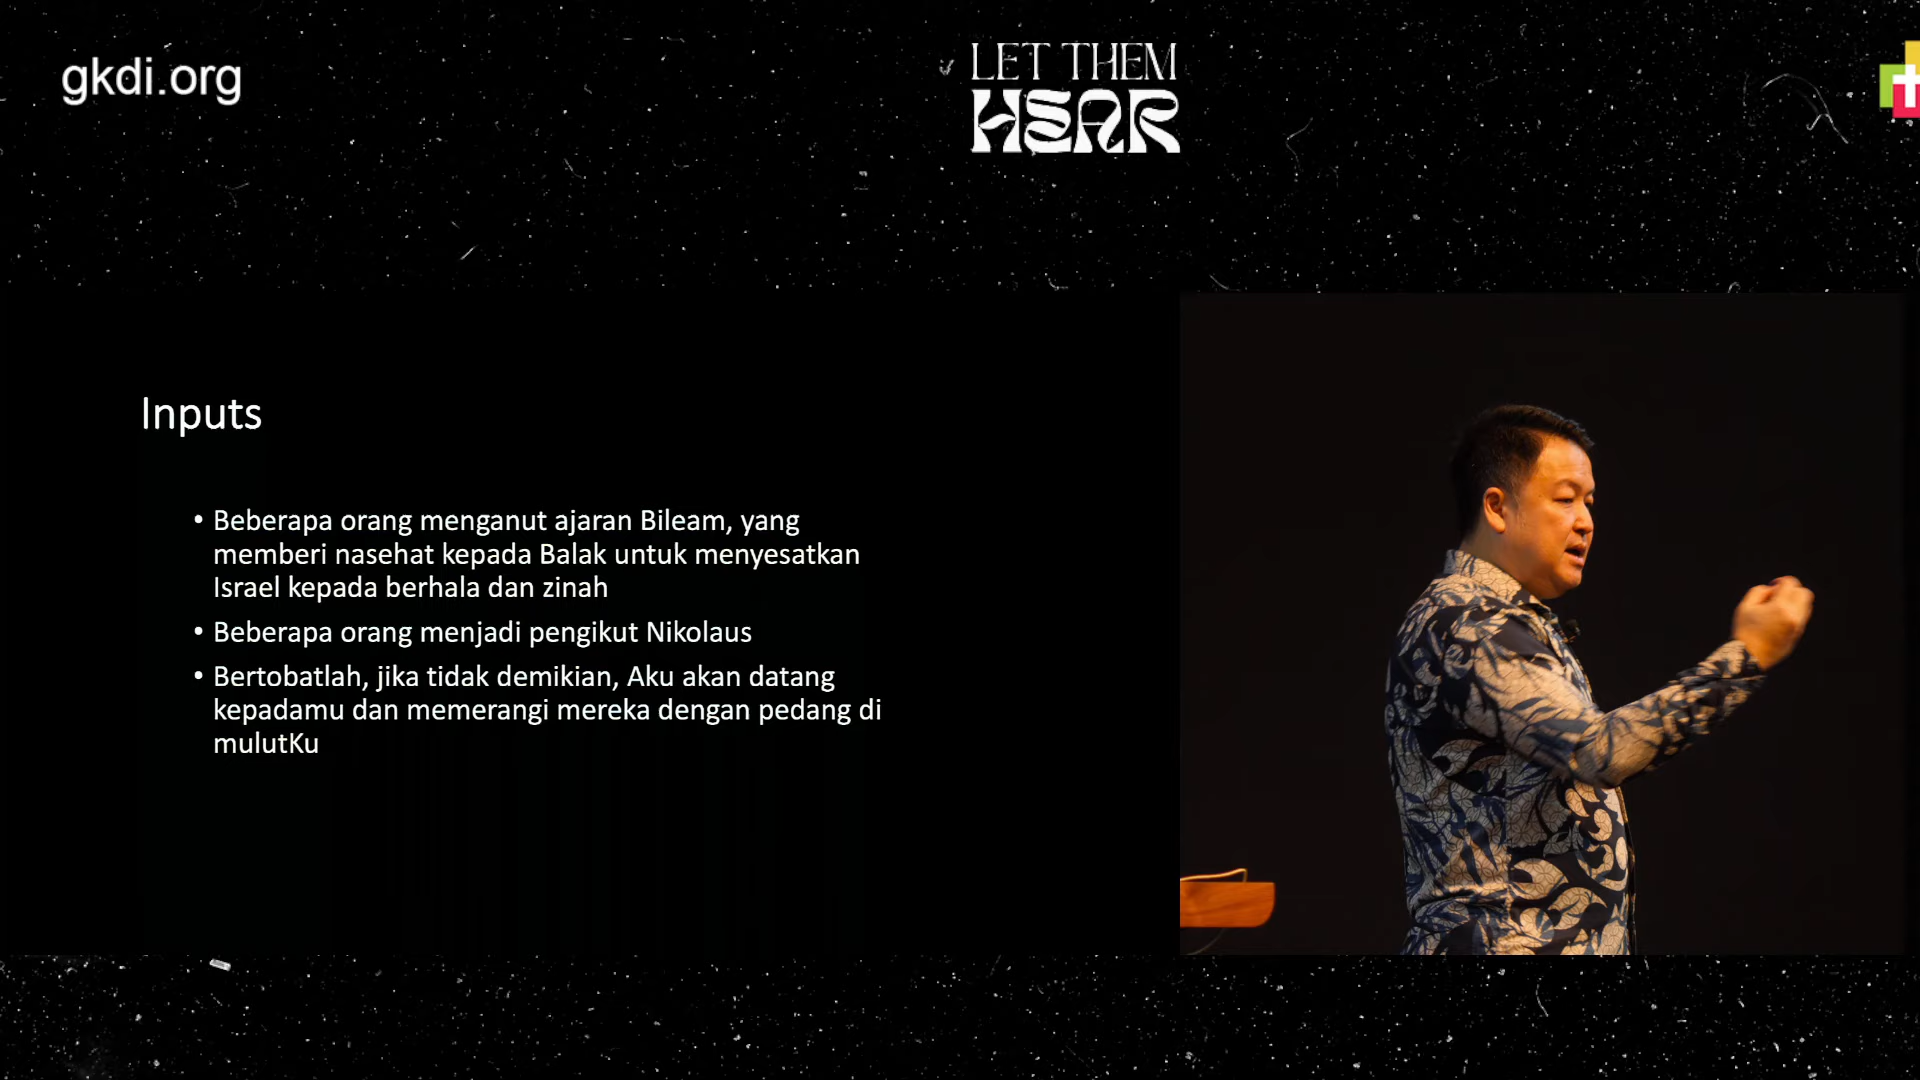 gkdi.org
LET THEM
HEAR
Inputs
• Beberapa orang menganut ajaran Bileam, yang
memberi nasehat kepada Balak untuk menyesatkan
Israel kepada berhala dan zinah
• Beberapa orang menjadi pengikut Nikolaus
• Bertobatlah, jika tidak demikian, Aku akan datang
kepadamu dan memerangi mereka dengan pedang di
mulutKu